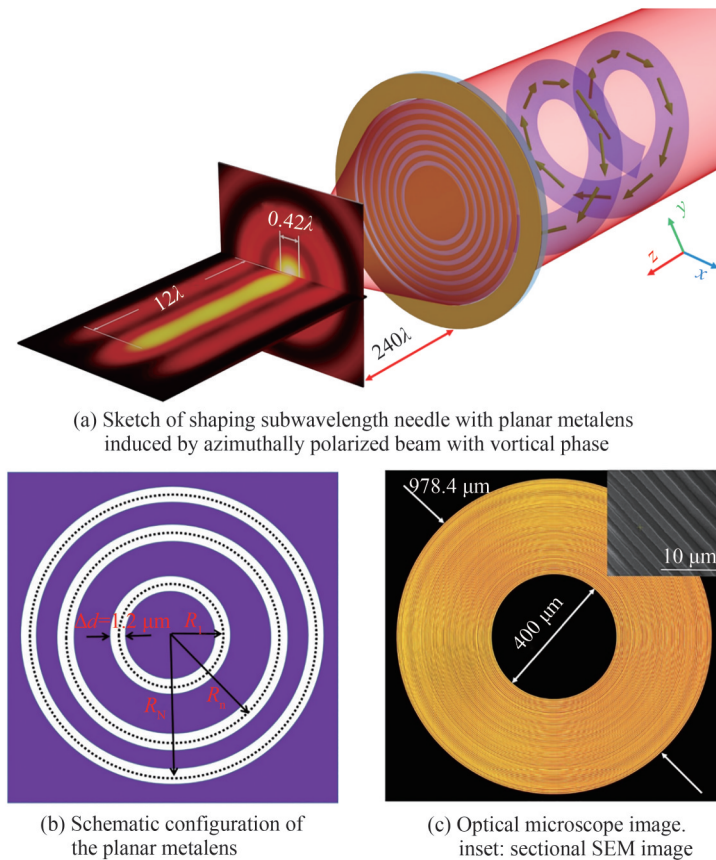 0.42λ
12λ
240λ
y
z
x
(a) Sketch of shaping subwavelength needle with planar metalens
induced by azimuthally polarized beam with vortical phase
Δd=1.2 μm
R₁
Rₙ
R_N
(b) Schematic configuration of
the planar metalens
978.4 μm
10 μm
400 μm
(c) Optical microscope image.
inset: sectional SEM image